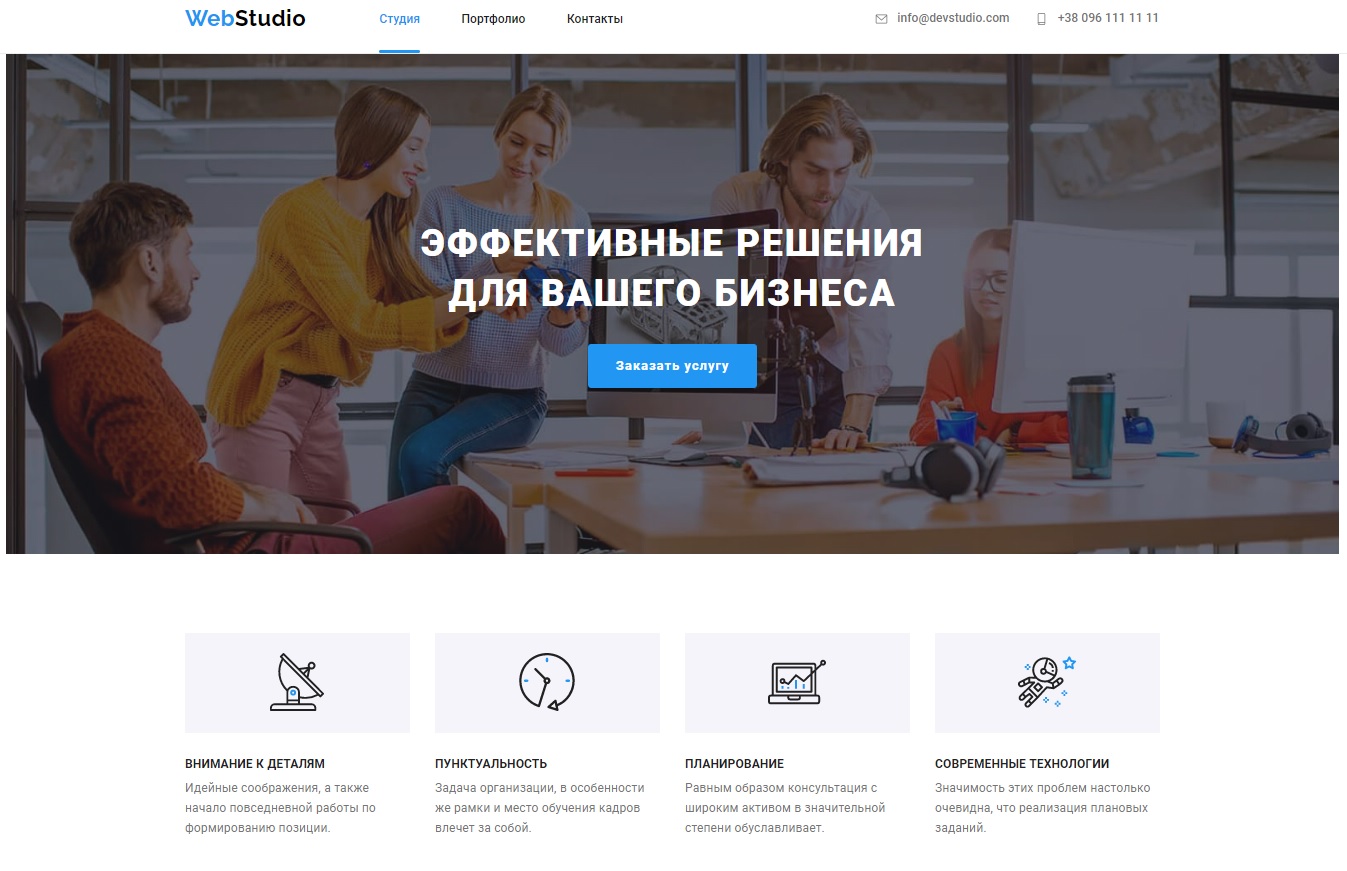 WebStudio
Студия
Портфолио
Контакты
info@devstudio.com
+38 096 111 11 11
ЭФФЕКТИВНЫЕ РЕШЕНИЯ
ДЛЯ ВАШЕГО БИЗНЕСА
Заказать услугу
ВНИМАНИЕ К ДЕТАЛЯМ
Идейные соображения, а также
начало повседневной работы по
формированию позиции.
ПУНКТУАЛЬНОСТЬ
Задача организации, в особенности
же рамки и место обучения кадров
влечет за собой.
ПЛАНИРОВАНИЕ
Равным образом консультация с
широким активом в значительной
степени обуславливает.
СОВРЕМЕННЫЕ ТЕХНОЛОГИИ
Значимость этих проблем настолько
очевидна, что реализация плановых
заданий.